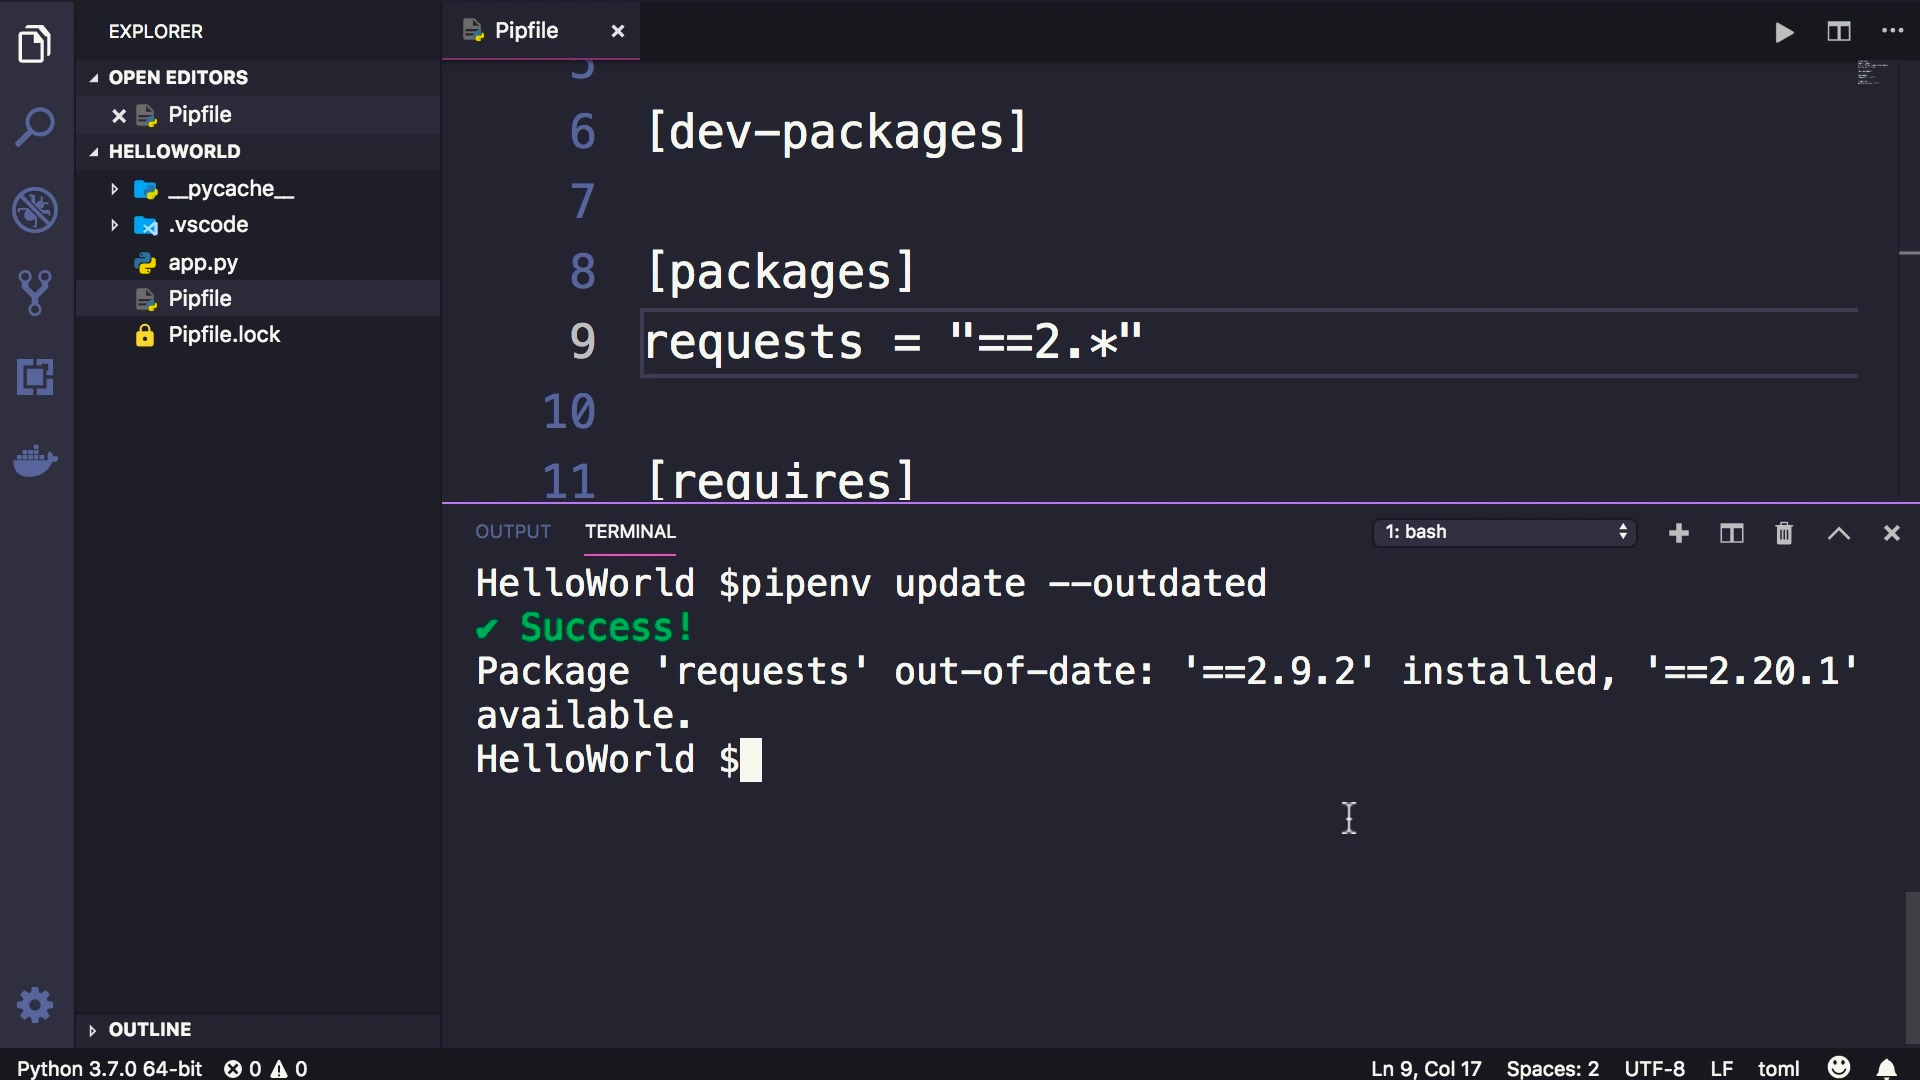 EXPLORER
OPEN EDITORS
Pipfile
HELLOWORLD
__pycache__
.vscode
app.py
Pipfile
Pipfile.lock
OUTLINE
Pipfile
5
6 [dev-packages]
7
8 [packages]
9 requests = "==2.*"
10
11 [requires]
OUTPUT TERMINAL 1: bash
HelloWorld $pipenv update --outdated
✔ Success!
Package 'requests' out-of-date: '==2.9.2' installed, '==2.20.1'
available.
HelloWorld $
Python 3.7.0 64-bit 0 0 Ln 9, Col 17 Spaces: 2 UTF-8 LF toml